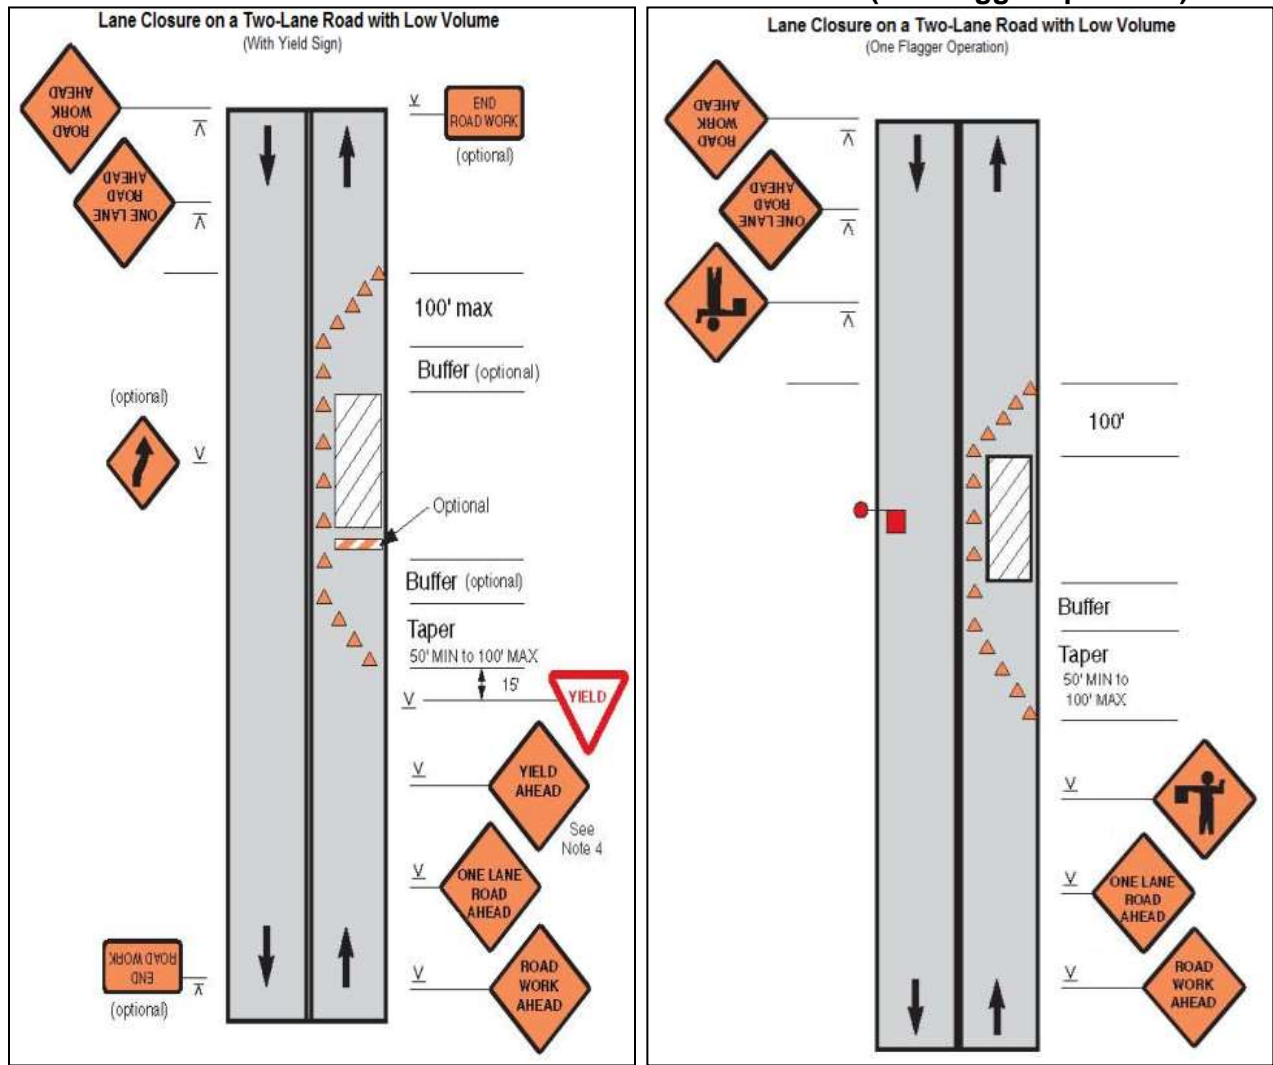 Lane Closure on a Two-Lane Road with Low Volume
(With Yield Sign)
ROAD
WORK
AHEAD
ONE LANE
ROAD
AHEAD
END
ROAD WORK
(optional)
100' max
Buffer (optional)
(optional)
Optional
Buffer (optional)
Taper
50' MIN to 100' MAX
15'
YIELD
YIELD
AHEAD
See
Note 4
ONE LANE
ROAD
AHEAD
END
ROAD WORK
(optional)
ROAD
WORK
AHEAD
Lane Closure on a Two-Lane Road with Low Volume
(One Flagger Operation)
ROAD
WORK
AHEAD
ONE LANE
ROAD
AHEAD
100'
Buffer
Taper
50' MIN to
100' MAX
ONE LANE
ROAD
AHEAD
ROAD
WORK
AHEAD